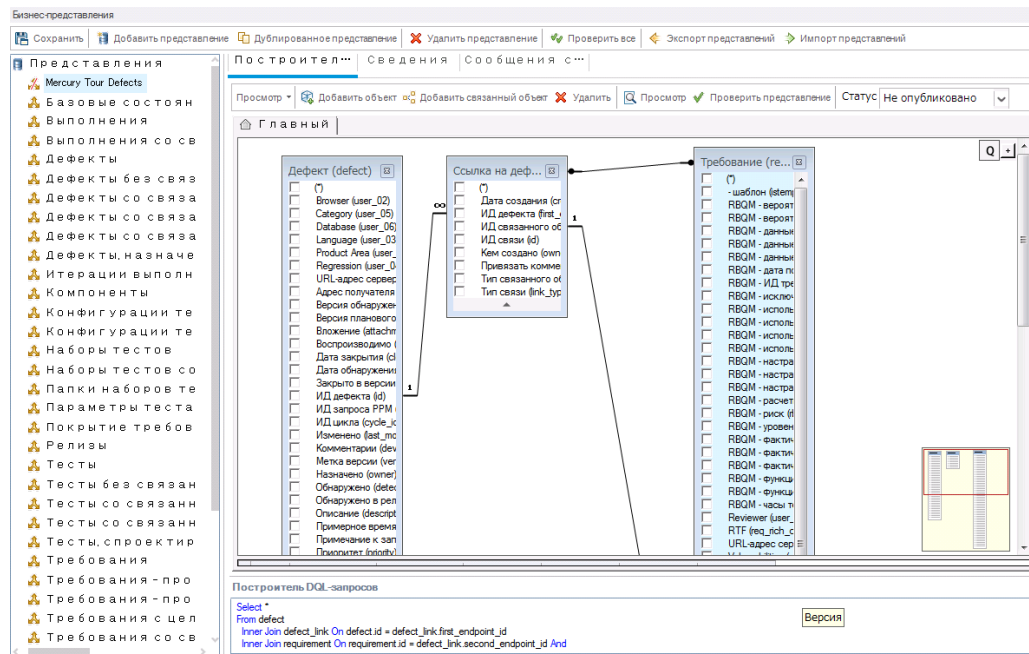 Бизнес-представления
Сохранить Добавить представление Дублированное представление Удалить представление Проверить все Экспорт представлений Импорт представлений
Представления
Mercury Tour Defects
Базовые состоян
Выполнения
Выполнения со св
Дефекты
Дефекты без связ
Дефекты со связа
Дефекты со связа
Дефекты со связа
Дефекты, назначе
Итерации выполн
Компоненты
Конфигурации те
Конфигурации те
Наборы тестов
Наборы тестов со
Папки наборов те
Параметры теста
Покрытие требов
Релизы
Тесты
Тесты без связан
Тесты со связанн
Тесты со связанн
Тесты, спроектир
Требования
Требования - про
Требования - про
Требования с цел
Требования со св
Построител... Сведения Сообщения с...
Просмотр Добавить объект Добавить связанный объект Удалить Просмотр Проверить представление Статус Не опубликовано
Главный
Q +
Дефект (defect)
(*)
Browser (user_02)
Category (user_05)
Database (user_06)
Language (user_03
Product Area (user_
Regression (user_0
URL-адрес сервер
Адрес получателя
Версия обнаружен
Версия планового
Вложение (attachm
Воспроизводимо (
Дата закрытия (cl
Дата обнаружени
Закрыто в версии
ИД дефекта (id)
ИД запроса PPM
ИД цикла (cycle_ic
Изменено (last_mo
Комментарии (dev
Метка версии (ver
Назначено (owner)
Обнаружено (detec
Обнаружено в рел
Описание (descript
Примерное время
Примечание к зап
Приоритет (priority)
∞
1
Ссылка на деф...
(*)
Дата создания (cr
ИД дефекта (first_
ИД связанного об
ИД связи (id)
Кем создано (own
Привязать комме
Тип связанного о
Тип связи (link_typ
1
Требование (re...
(*)
- шаблон (istem
RBQM - вероят
RBQM - вероят
RBQM - данные
RBQM - данные
RBQM - дата по
RBQM - ИД тре
RBQM - исключ
RBQM - исполь
RBQM - исполь
RBQM - исполь
RBQM - настра
RBQM - настра
RBQM - настра
RBQM - расчет
RBQM - риск (r
RBQM - уровен
RBQM - фактич
RBQM - фактич
RBQM - функци
RBQM - функци
RBQM - часы т
Reviewer (user_
RTF (req_rich_c
URL-адрес сер
Построитель DQL-запросов
Select *
From defect
Inner Join defect_link On defect.id = defect_link.first_endpoint_id
Inner Join requirement On requirement.id = defect_link.second_endpoint_id And
Версия